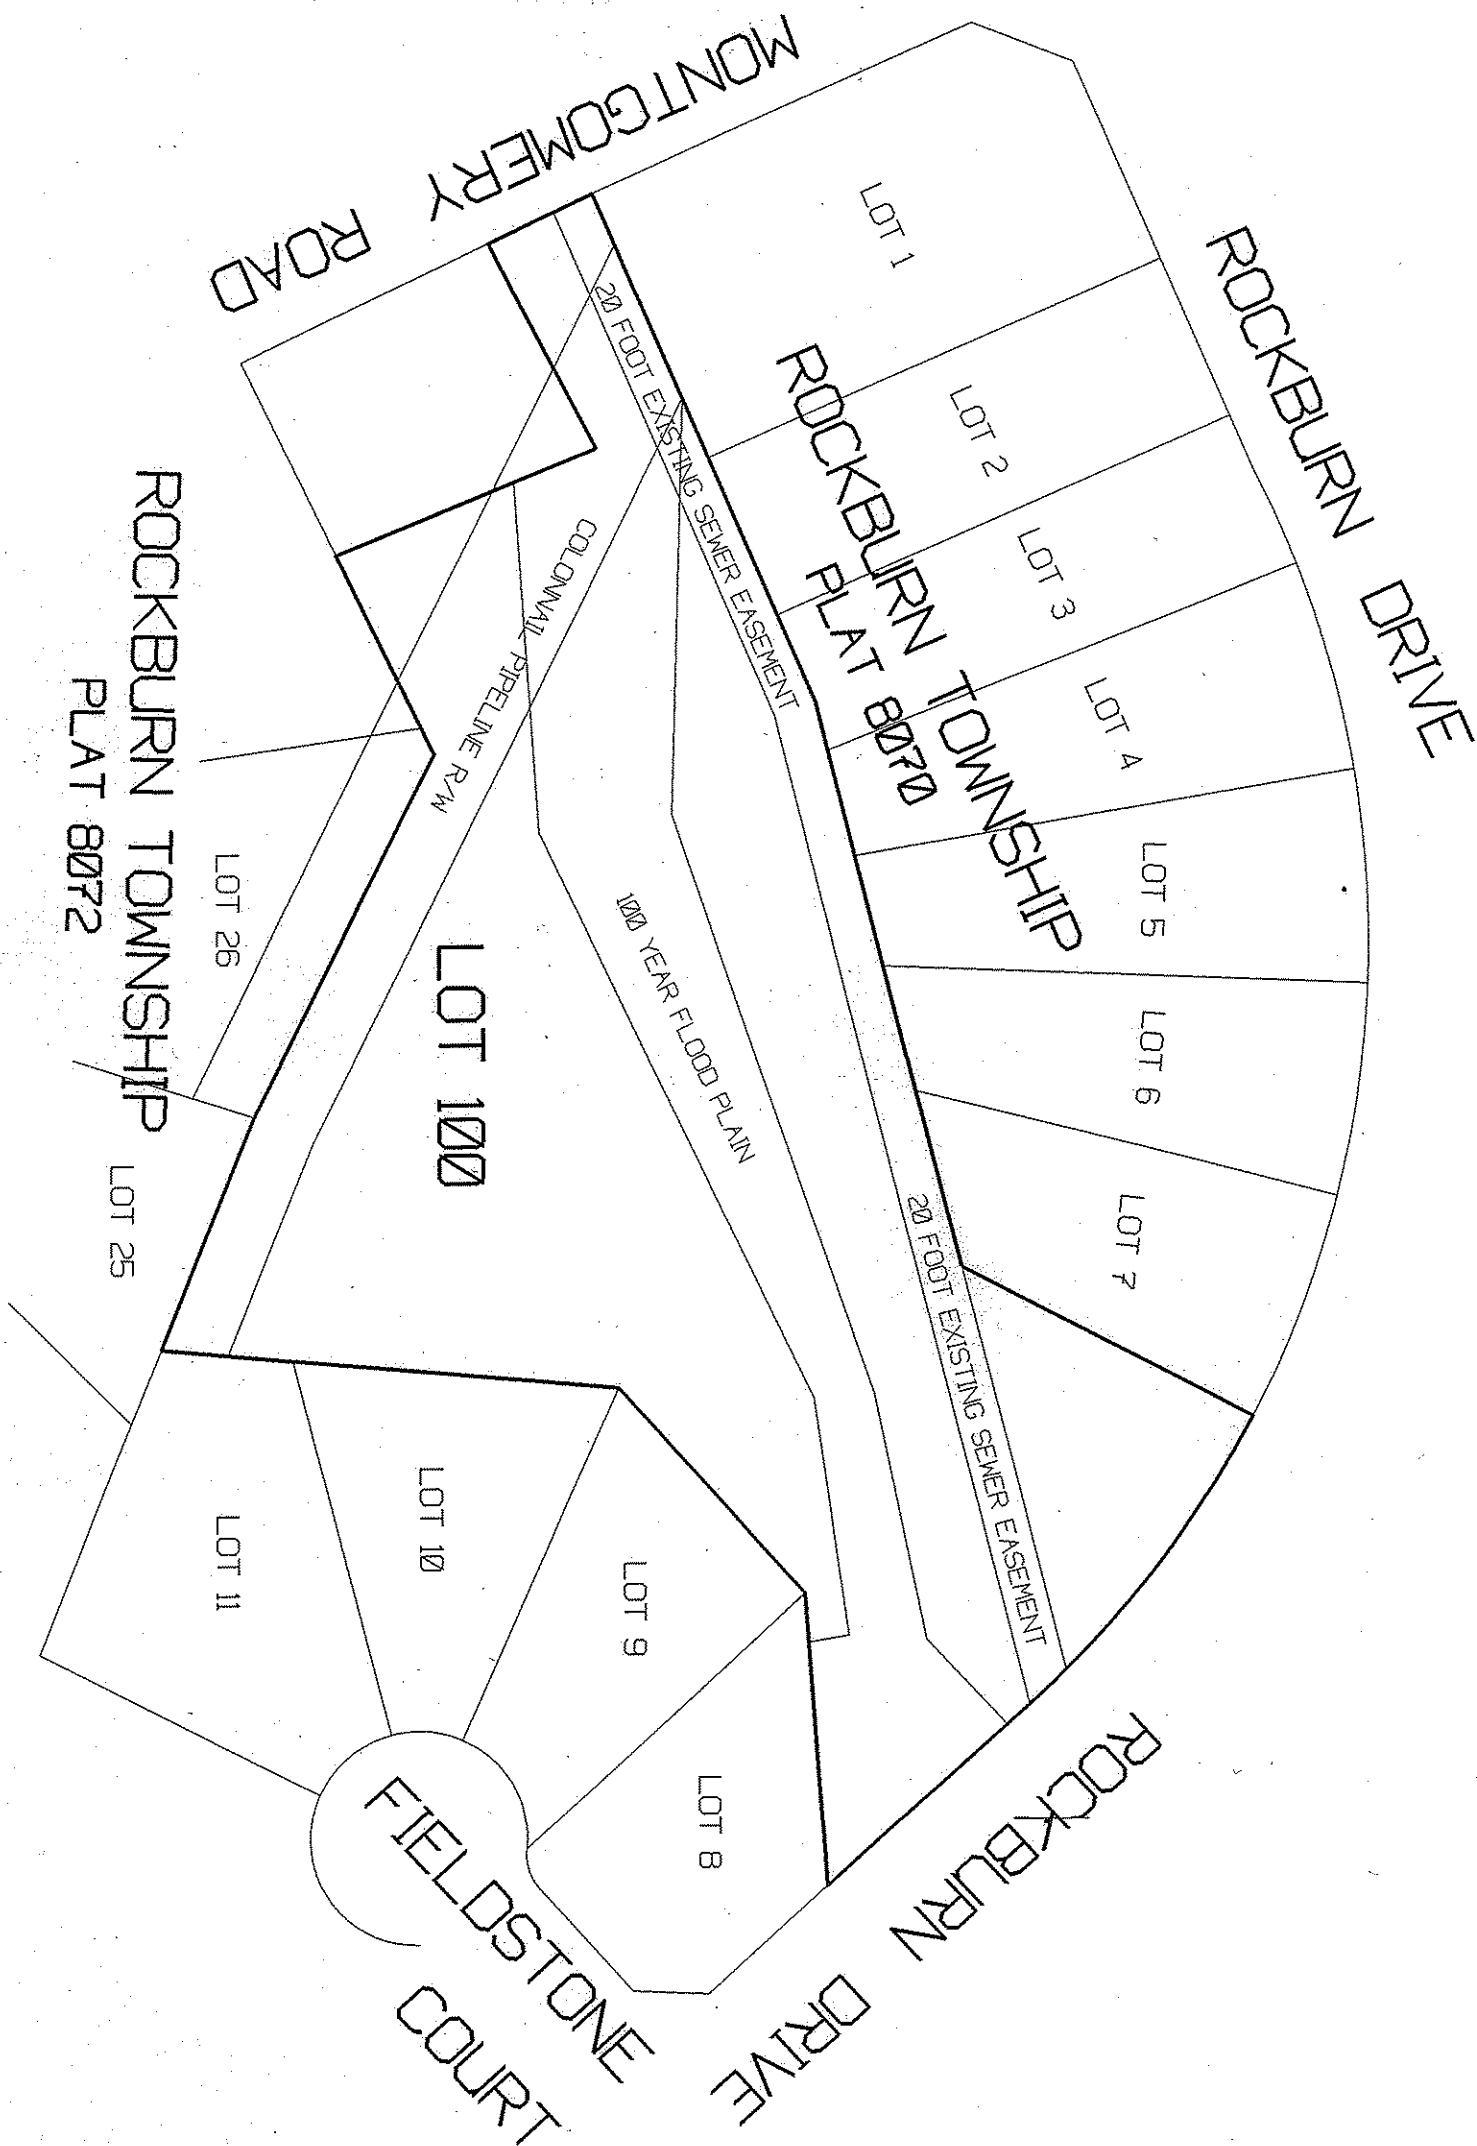 MONTGOMERY ROAD
ROCKBURN DRIVE
LOT 1
LOT 2
LOT 3
LOT 4
LOT 5
LOT 6
LOT 7
ROCKBURN TOWNSHIP
PLAT 8070
20 FOOT EXISTING SEWER EASEMENT
20 FOOT EXISTING SEWER EASEMENT
COLONNAIL PIPELINE R/W
100 YEAR FLOOD PLAIN
LOT 100
ROCKBURN TOWNSHIP
PLAT 8072
LOT 26
LOT 25
LOT 11
LOT 10
LOT 9
LOT 8
FIELDSTONE
COURT
ROCKBURN DRIVE